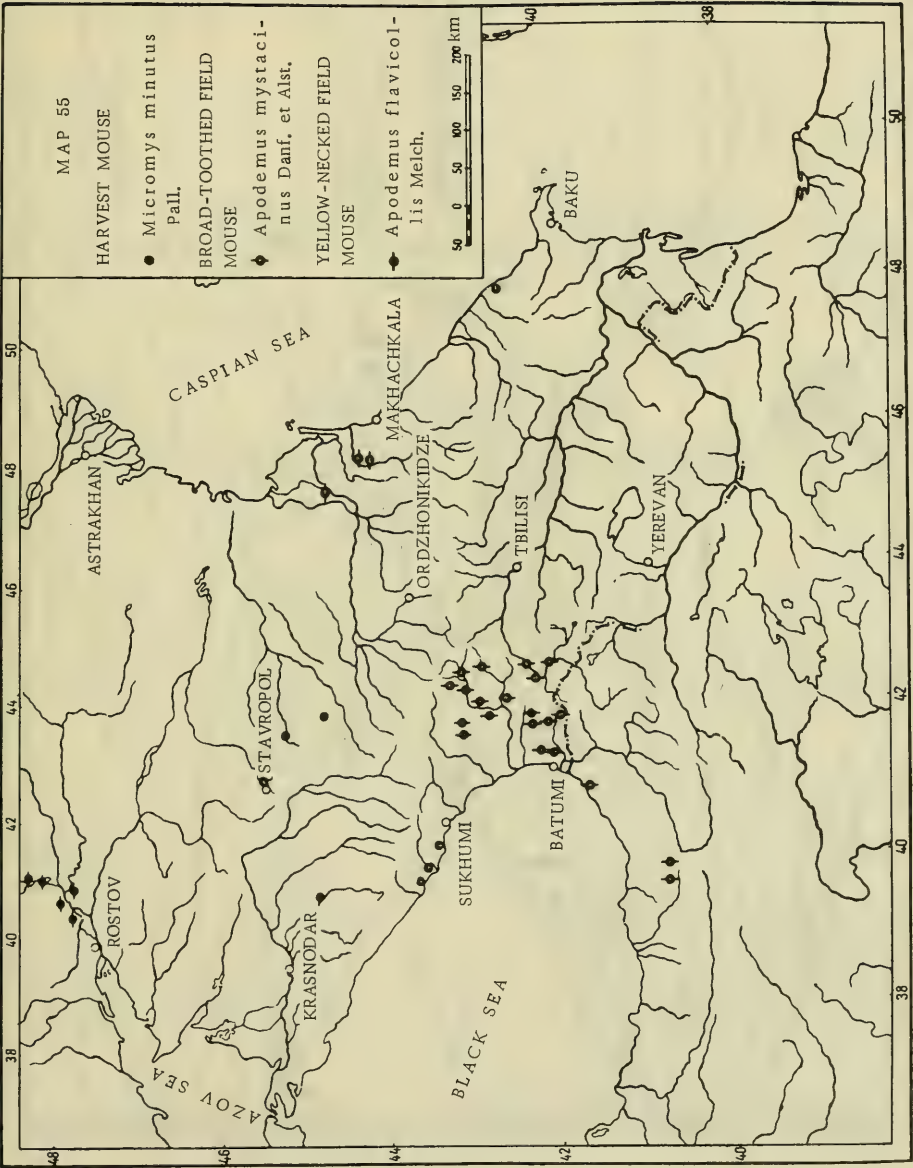 MAP 55
HARVEST MOUSE
Micromys minutus
Pall.
BROAD-TOOTHED FIELD
MOUSE
Apodemus mystaci-
nus Danf. et Alst.
YELLOW-NECKED FIELD
MOUSE
Apodemus flavicol-
lis Melch.
50 0 50 100 150 200 km
38
40
42
44
46
48
50
48
46
44
42
40
38
40
42
44
46
48
50
38
40
AZOV SEA
ROSTOV
KRASNODAR
STAVROPOL
ASTRAKHAN
CASPIAN SEA
MAKHACHKALA
ORDZHONIKIDZE
SUKHUMI
BLACK SEA
BATUMI
TBILISI
YEREVAN
BAKU